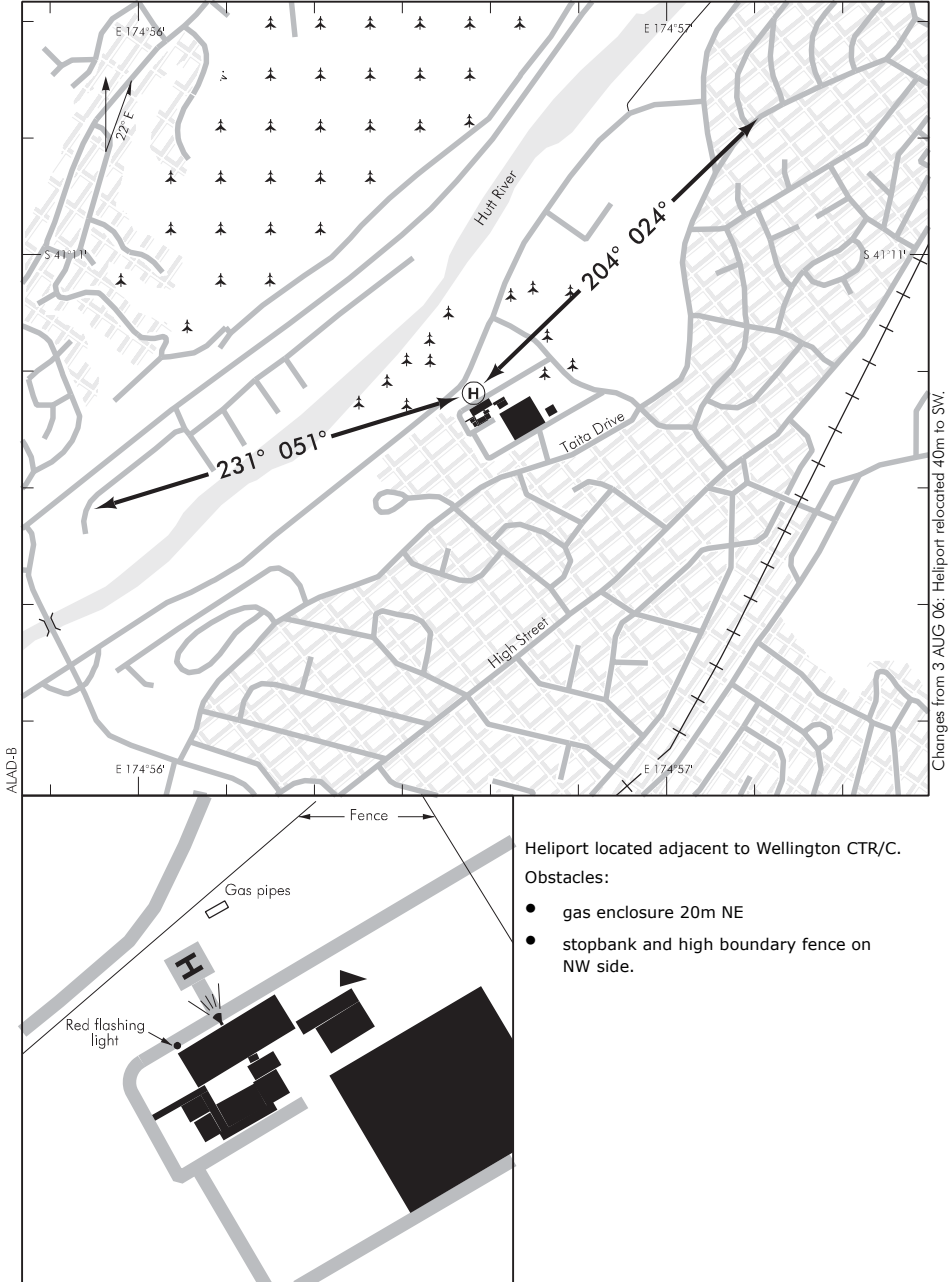 E 174°56'
E 174°57'
22° E
Hutt River
S 41°11'
S 41°11'
204° 024°
H
231° 051°
Taita Drive
High Street
E 174°56'
E 174°57'
ALAD-B
Changes from 3 AUG 06: Heliport relocated 40m to SW.
Fence
Gas pipes
H
Red flashing
light
Heliport located adjacent to Wellington CTR/C.
Obstacles:
• gas enclosure 20m NE
• stopbank and high boundary fence on
NW side.